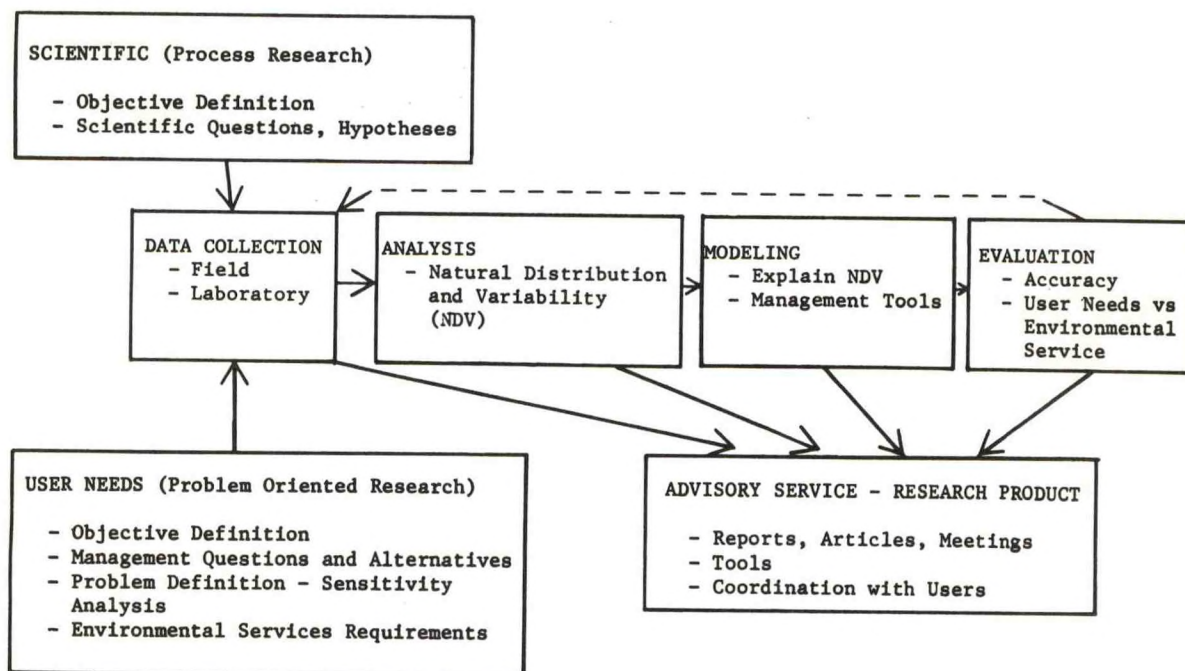 SCIENTIFIC (Process Research)
- Objective Definition
- Scientific Questions, Hypotheses
DATA COLLECTION
- Field
- Laboratory
ANALYSIS
- Natural Distribution
and Variability
(NDV)
MODELING
- Explain NDV
- Management Tools
EVALUATION
- Accuracy
- User Needs vs
Environmental
Service
USER NEEDS (Problem Oriented Research)
- Objective Definition
- Management Questions and Alternatives
- Problem Definition - Sensitivity
Analysis
- Environmental Services Requirements
ADVISORY SERVICE - RESEARCH PRODUCT
- Reports, Articles, Meetings
- Tools
- Coordination with Users